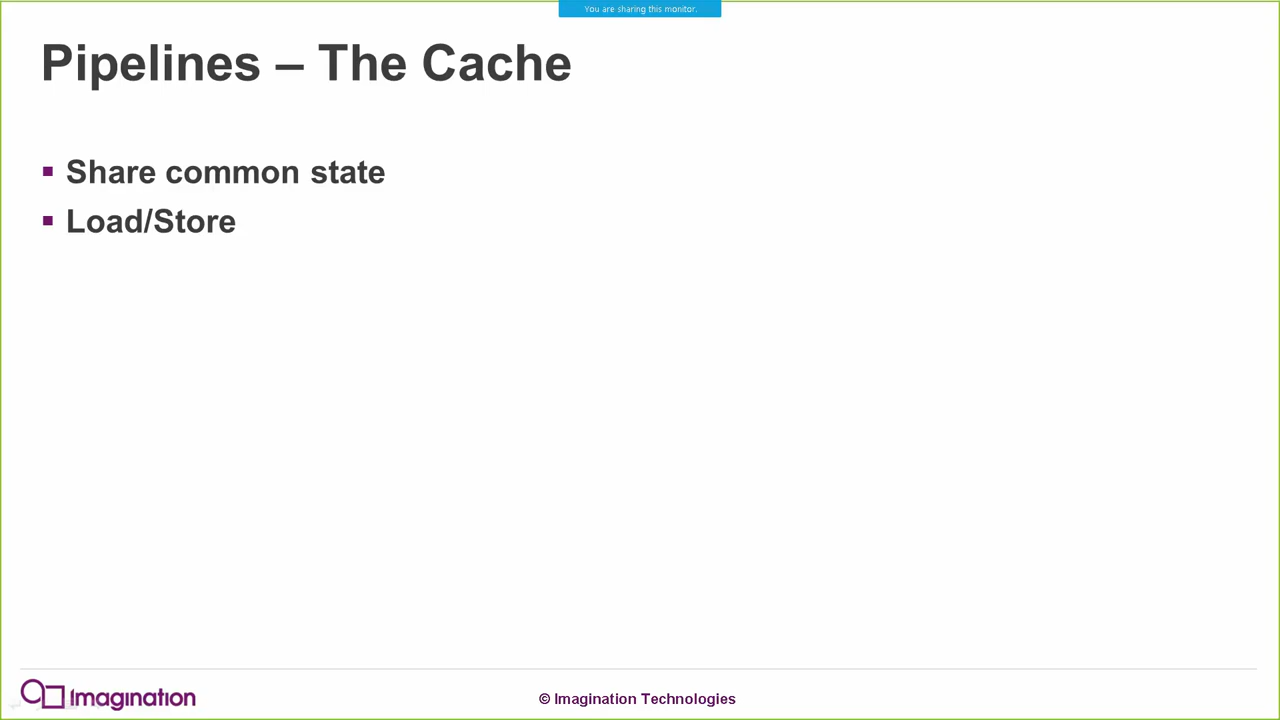 You are sharing this monitor.
Pipelines – The Cache
Share common state
Load/Store
Imagination
© Imagination Technologies